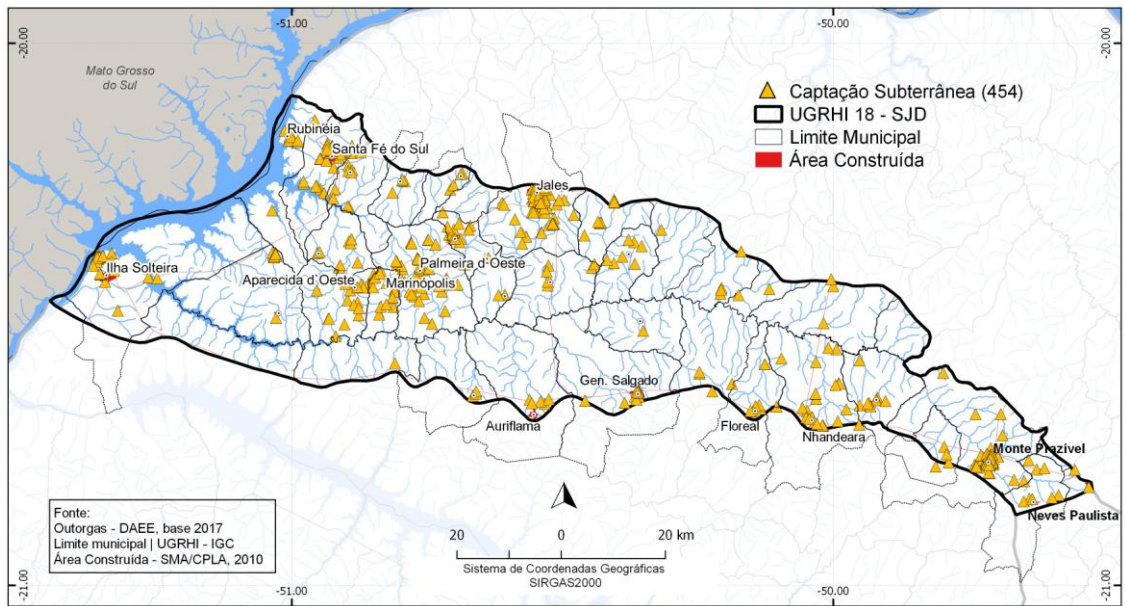 -51.00
-50.00
-20.00
-20.00
Mato Grosso
do Sul
Captação Subterrânea (454)
UGRHI 18 - SJD
Limite Municipal
Área Construída
Rubinéia
Santa Fé do Sul
Jales
Ilha Solteira
Palmeira d`Oeste
Aparecida d`Oeste
Marinópolis
Gen. Salgado
Auriflama
Floreal
Nhandeara
Monte Prazivel
Neves Paulista
Fonte:
Outorgas - DAEE, base 2017
Limite municipal | UGRHI - IGC
Área Construída - SMA/CPLA, 2010
20 0 20 km
Sistema de Coordenadas Geográficas
SIRGAS2000
-21.00
-21.00
-51.00
-50.00